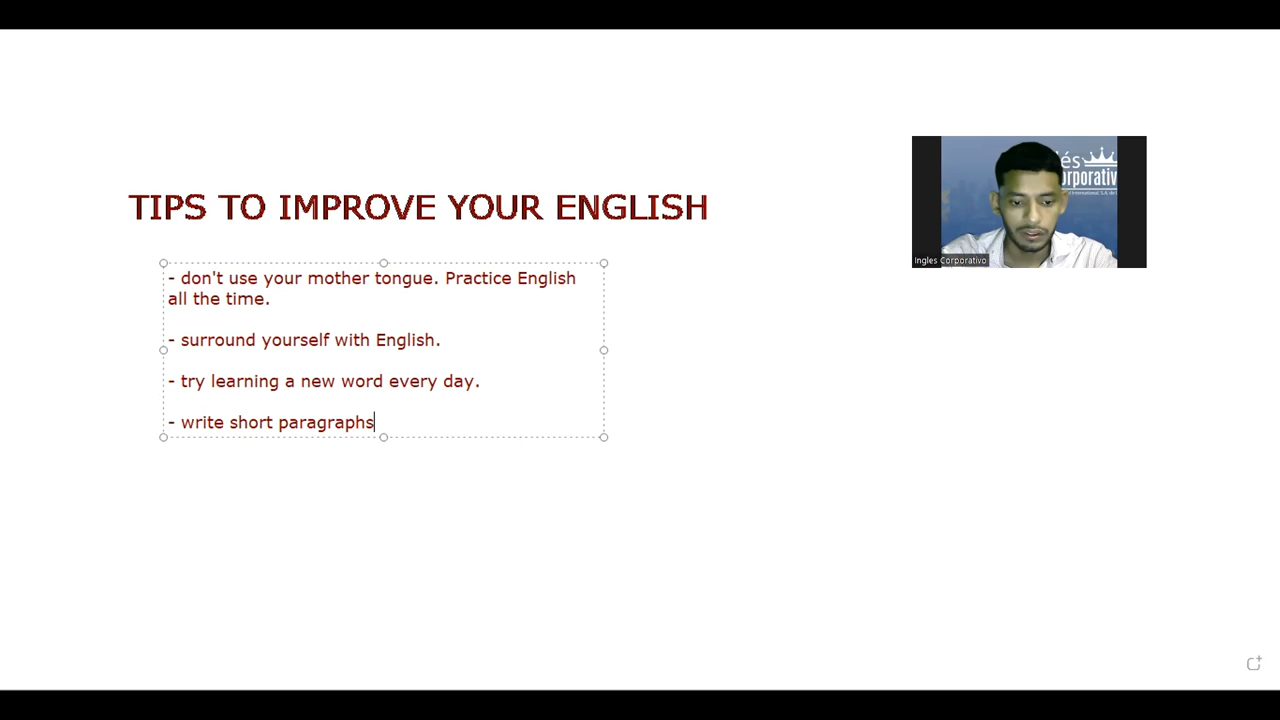 TIPS TO IMPROVE YOUR ENGLISH
- don't use your mother tongue. Practice English
all the time.
- surround yourself with English.
- try learning a new word every day.
- write short paragraphs
Ingles Corporativo